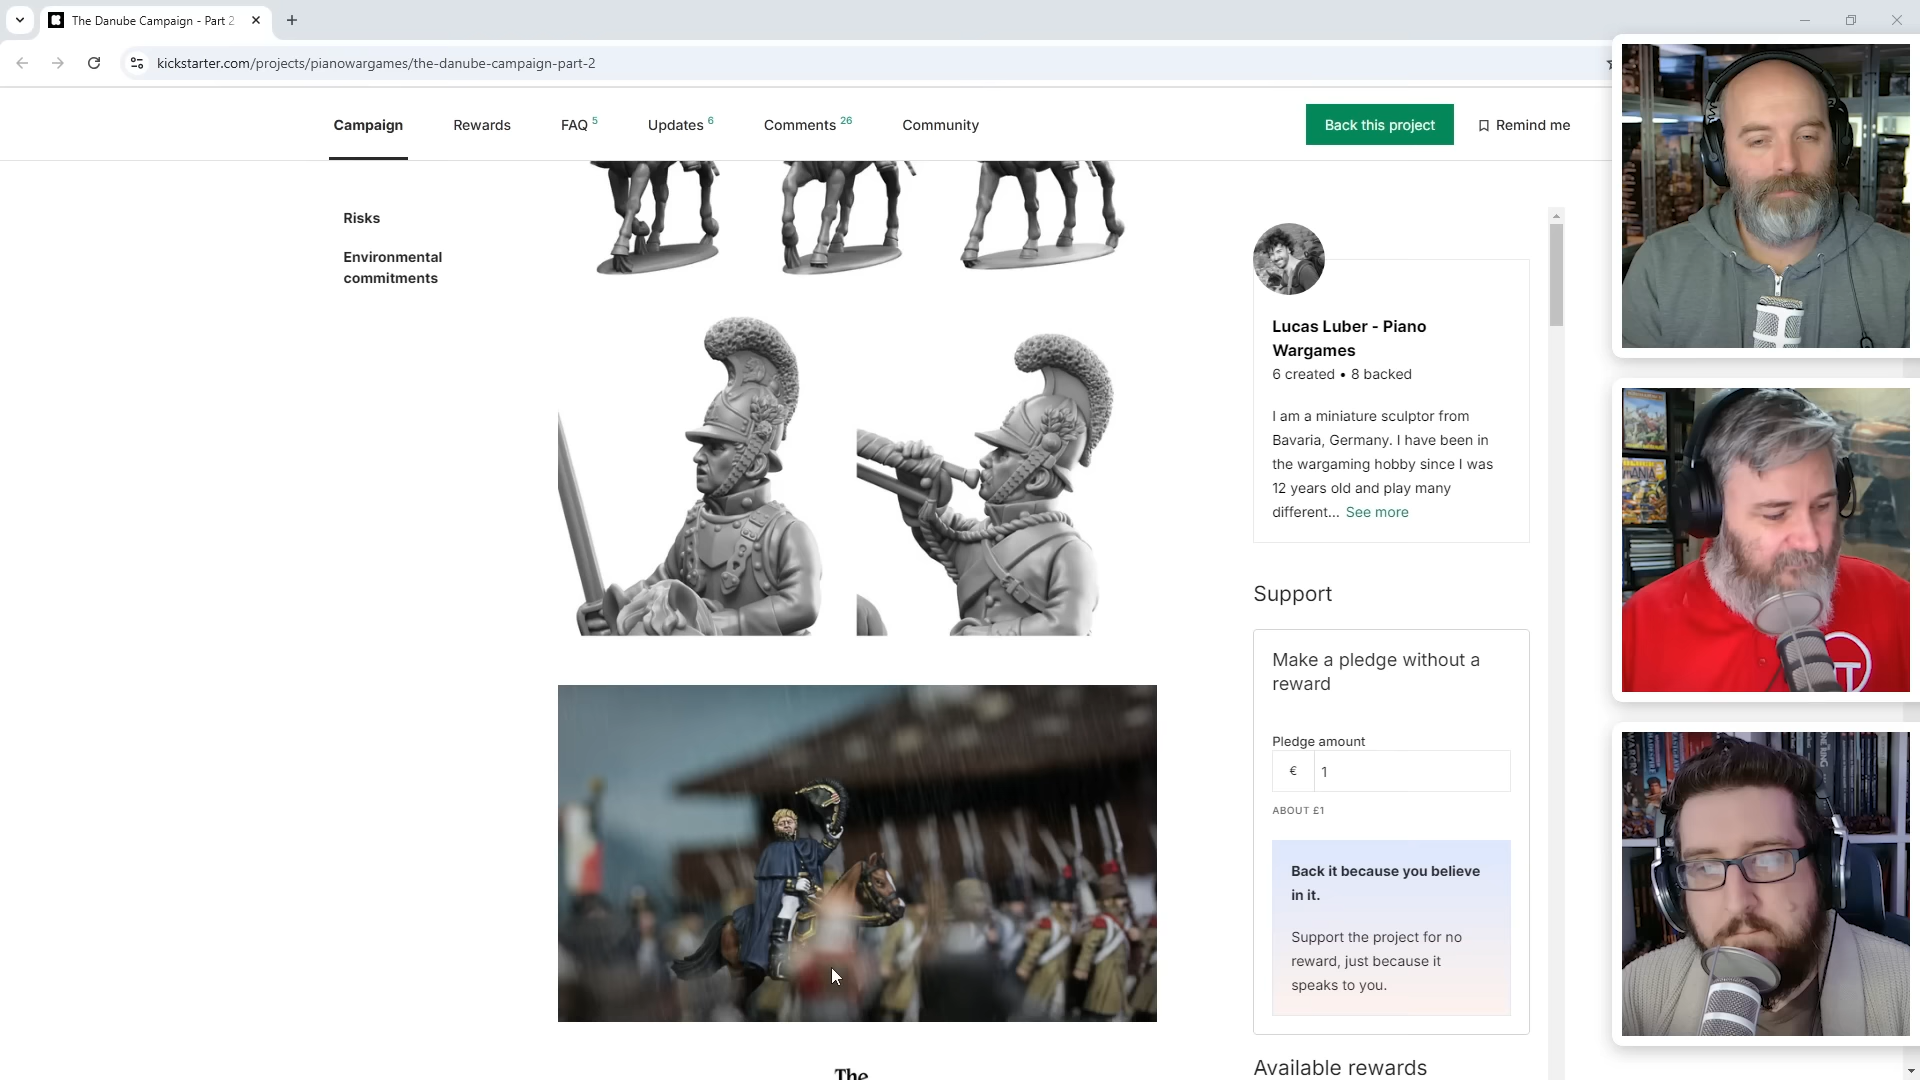 The Danube Campaign - Part 2
kickstarter.com/projects/pianowargames/the-danube-campaign-part-2
Campaign
Rewards
FAQ 5
Updates 6
Comments 26
Community
Back this project
Remind me
Risks
Environmental
commitments
Lucas Luber - Piano
Wargames
6 created • 8 backed
I am a miniature sculptor from
Bavaria, Germany. I have been in
the wargaming hobby since I was
12 years old and play many
different... See more
Support
Make a pledge without a
reward
Pledge amount
€ 1
ABOUT £1
Back it because you believe
in it.
Support the project for no
reward, just because it
speaks to you.
Available rewards
The